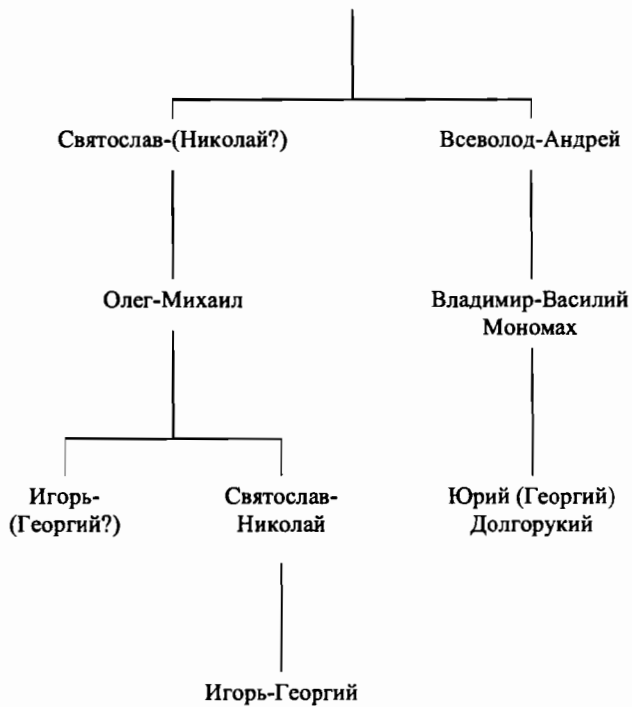 Святослав-(Николай?)
Всеволод-Андрей
Олег-Михаил
Владимир-Василий
Мономах
Игорь-
(Георгий?)
Святослав-
Николай
Юрий (Георгий)
Долгорукий
Игорь-Георгий